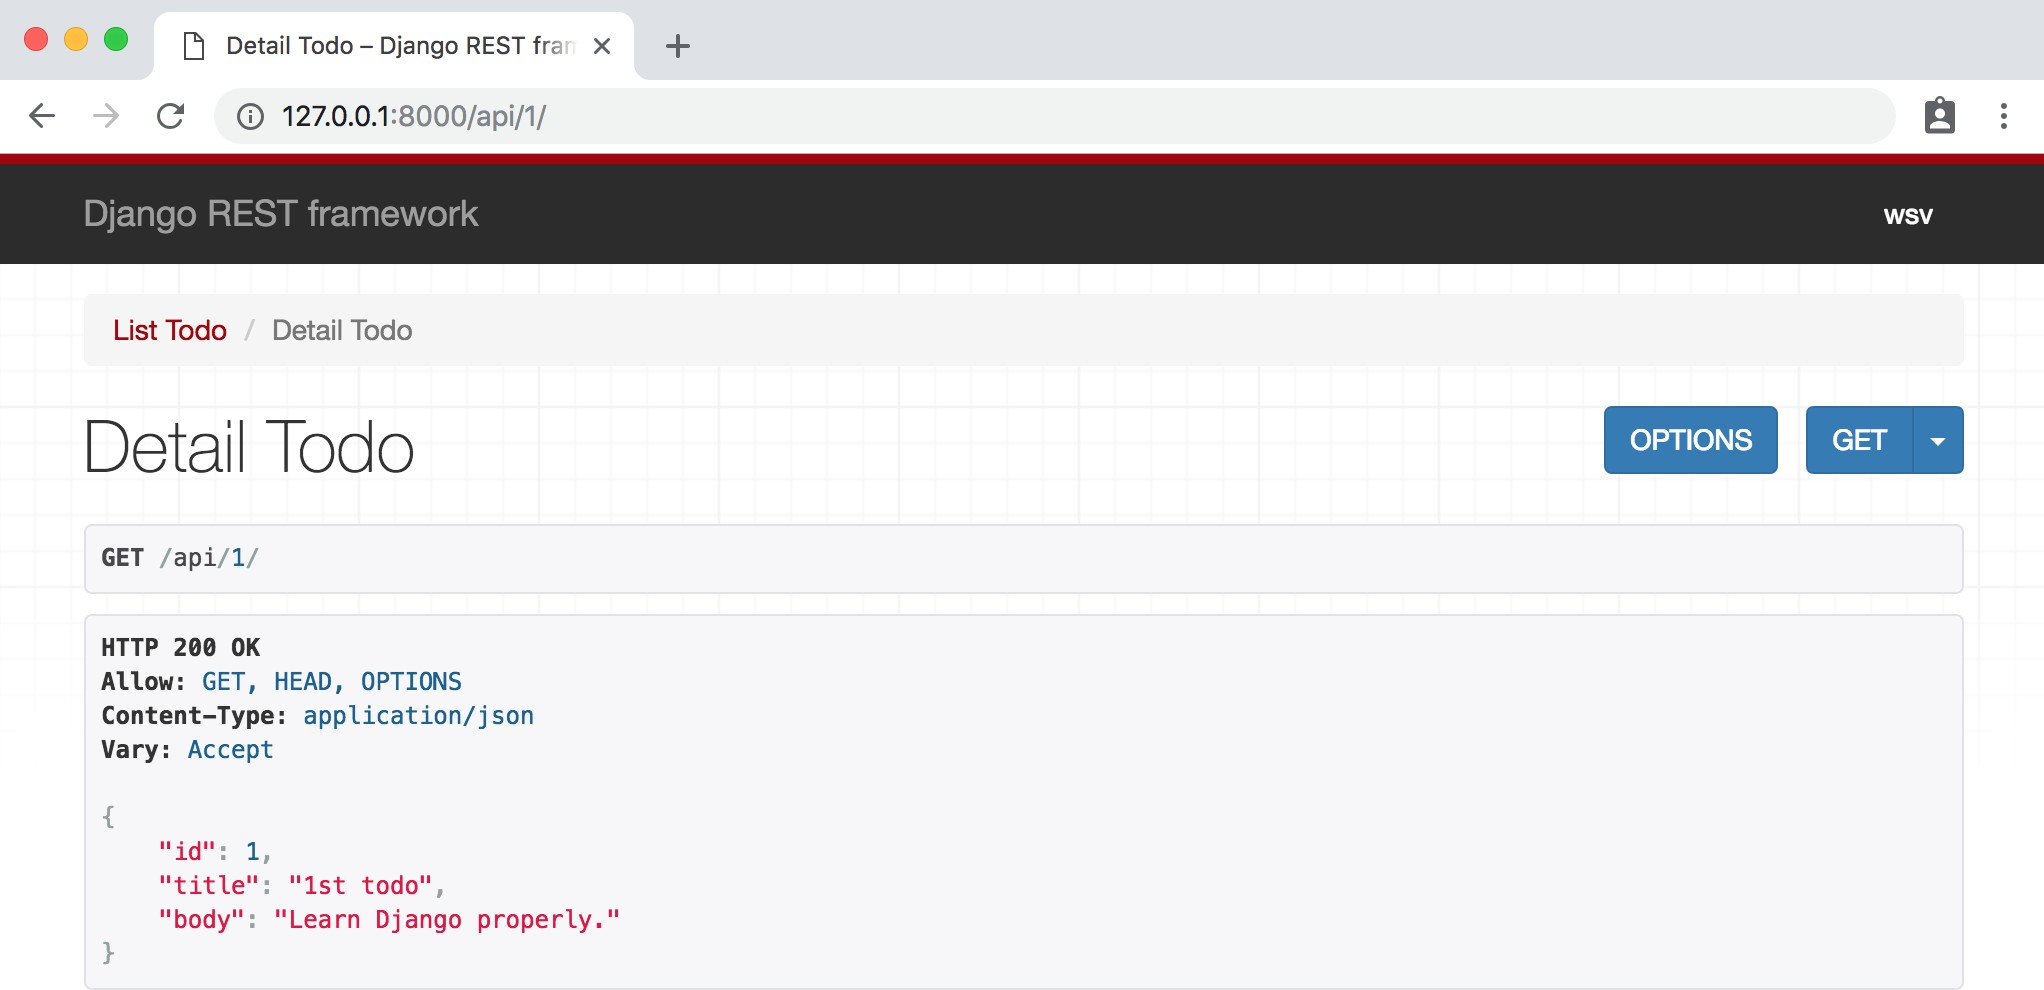 Detail Todo – Django REST fran
127.0.0.1:8000/api/1/
Django REST framework
wsv
List Todo / Detail Todo
Detail Todo
OPTIONS
GET
GET /api/1/
HTTP 200 OK
Allow: GET, HEAD, OPTIONS
Content-Type: application/json
Vary: Accept
{
    "id": 1,
    "title": "1st todo",
    "body": "Learn Django properly."
}